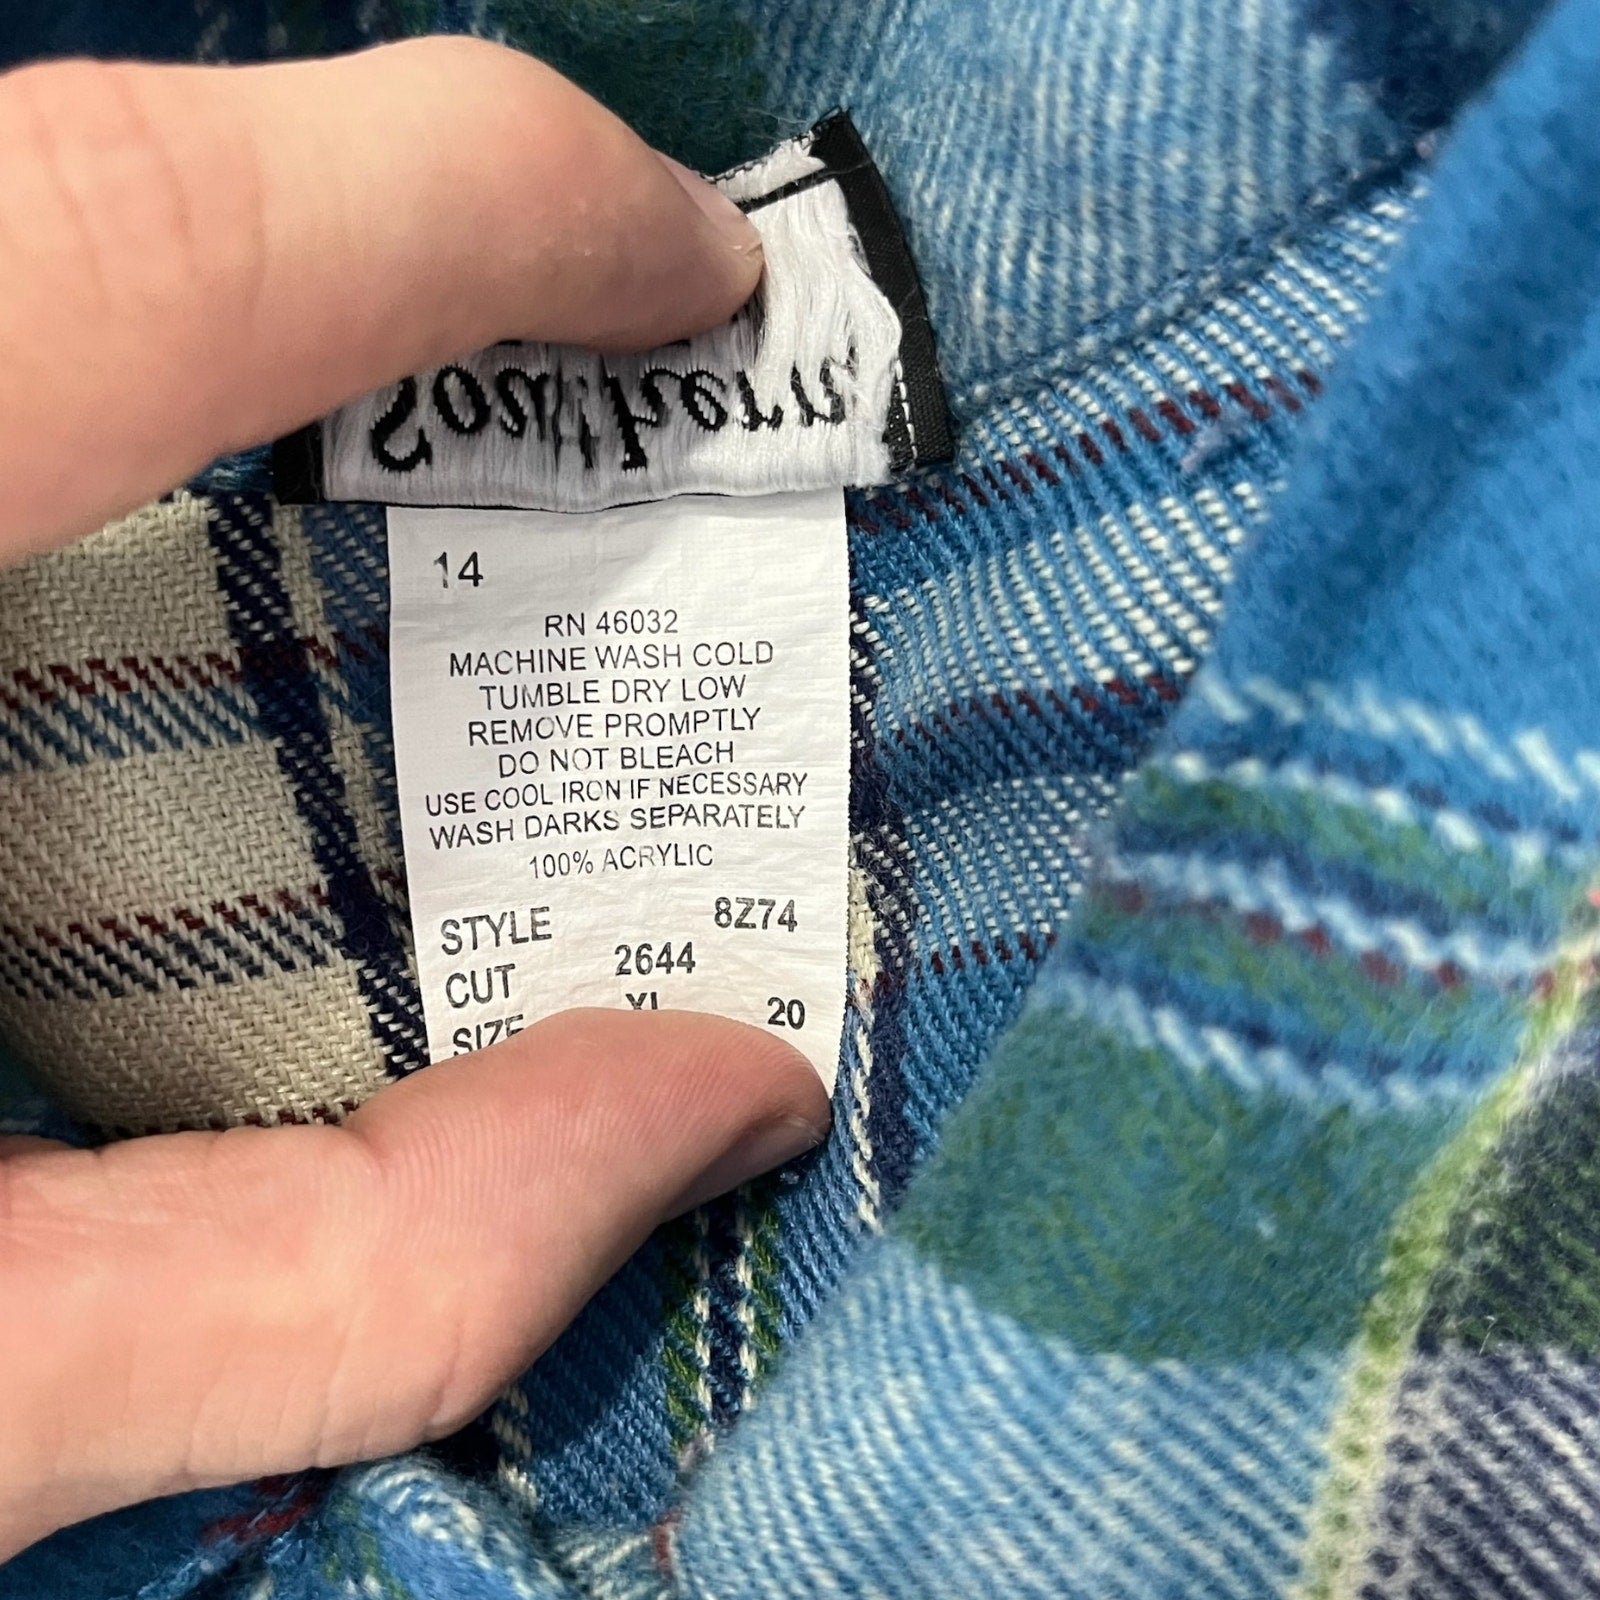 14
RN 46032
MACHINE WASH COLD
TUMBLE DRY LOW
REMOVE PROMPTLY
DO NOT BLEACH
USE COOL IRON IF NECESSARY
WASH DARKS SEPARATELY
100% ACRYLIC
STYLE 8Z74
CUT 2644
SIZE XL 20